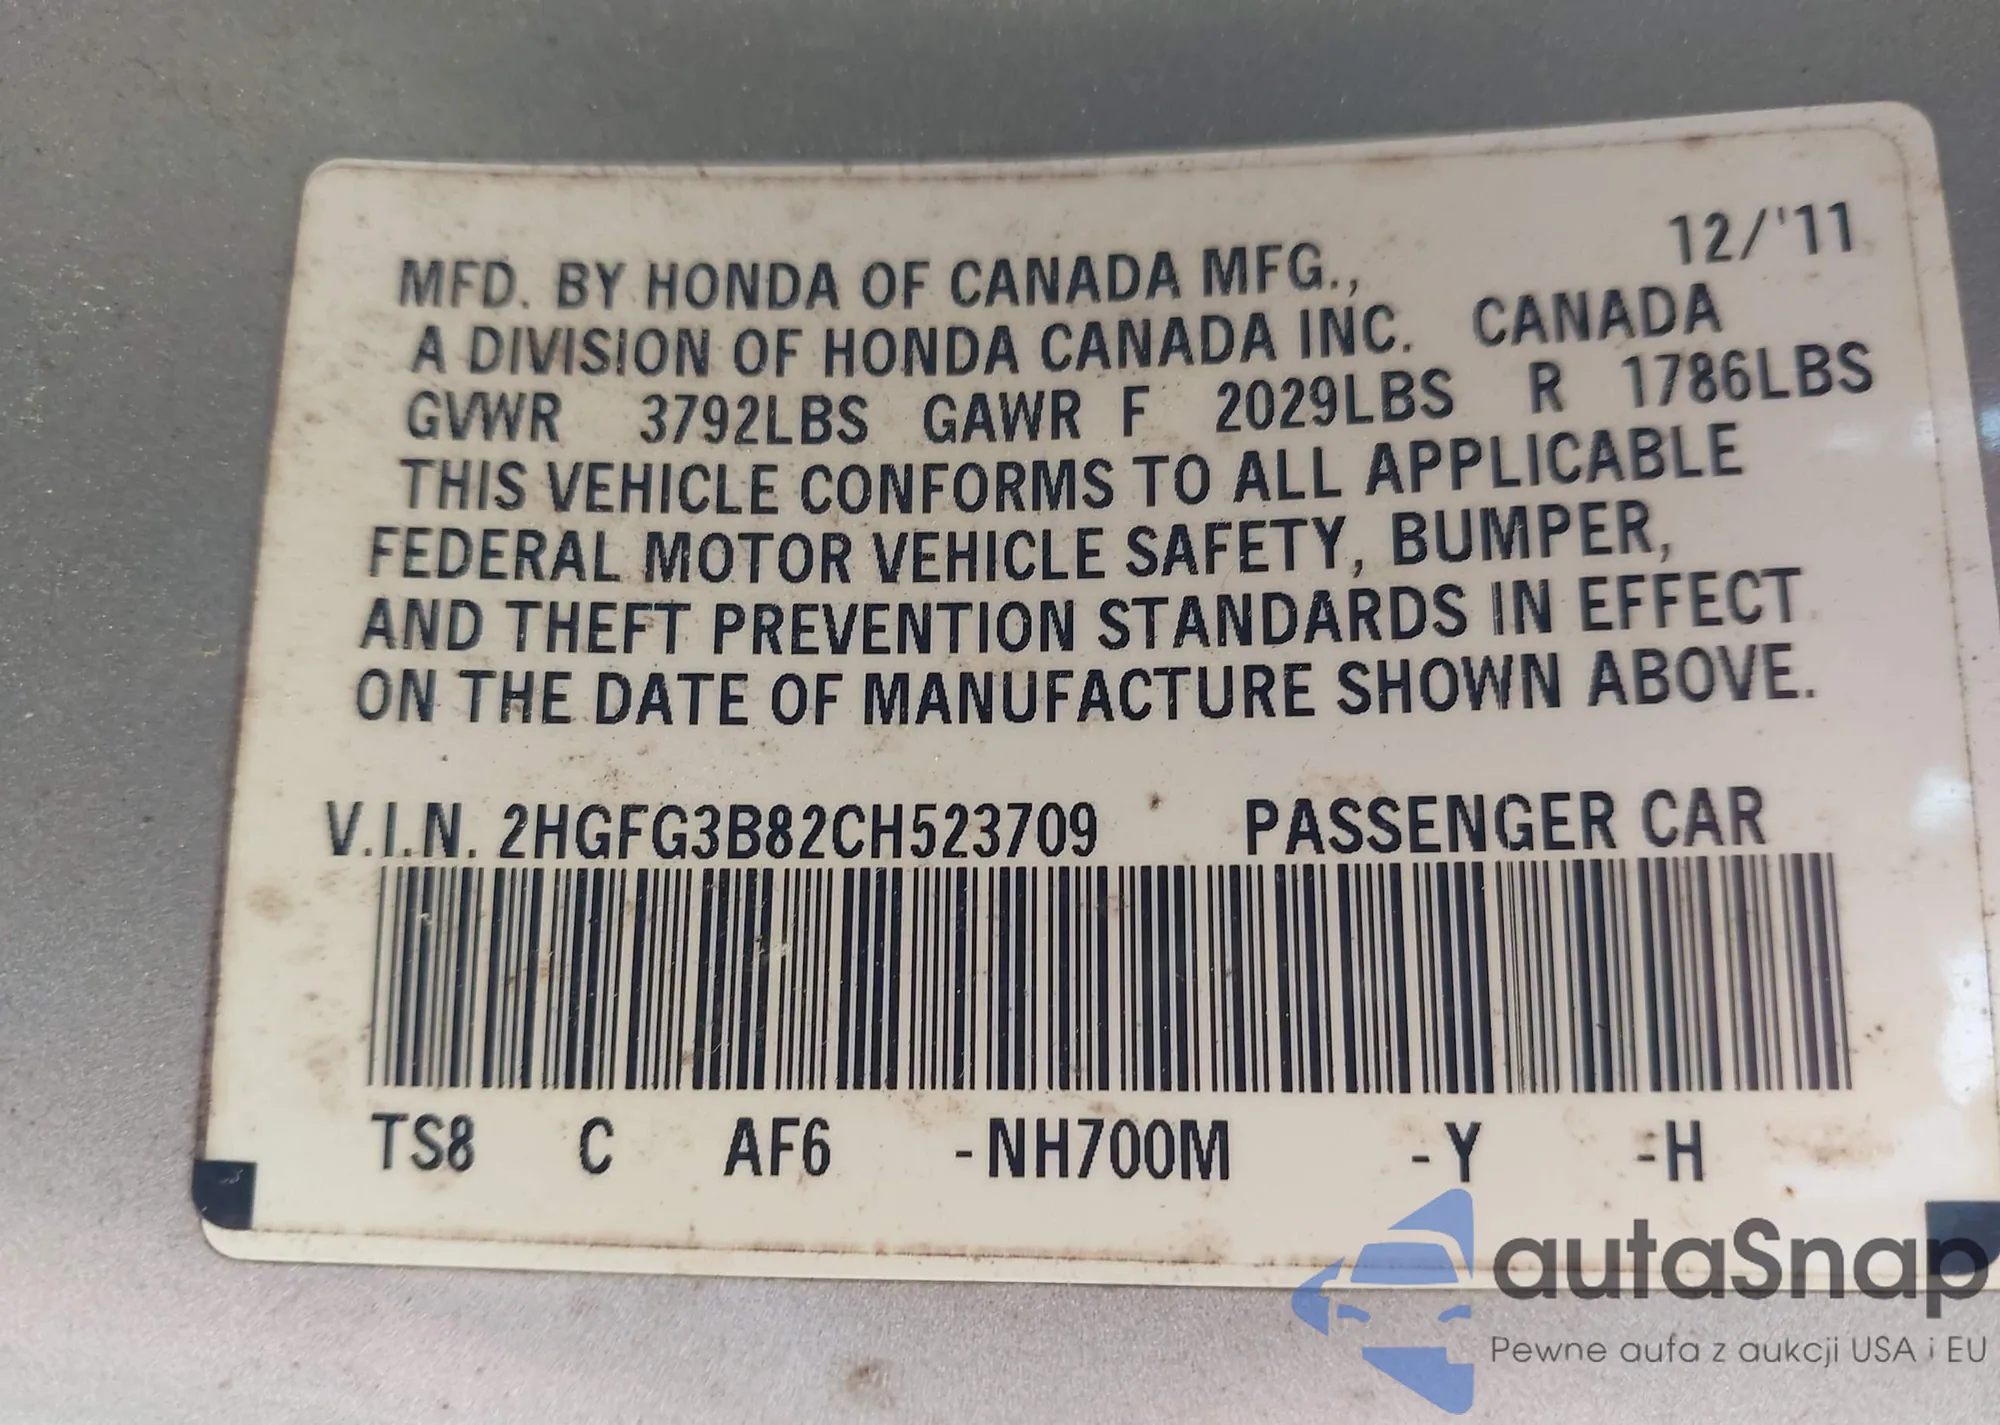 12/'11
MFD. BY HONDA OF CANADA MFG.,
A DIVISION OF HONDA CANADA INC. CANADA
GVWR 3792LBS GAWR F 2029LBS R 1786LBS
THIS VEHICLE CONFORMS TO ALL APPLICABLE
FEDERAL MOTOR VEHICLE SAFETY, BUMPER,
AND THEFT PREVENTION STANDARDS IN EFFECT
ON THE DATE OF MANUFACTURE SHOWN ABOVE.
V.I.N. 2HGFG3B82CH523709 PASSENGER CAR
TS8 C AF6 -NH700M -Y -H
autaSnap
Pewne aufa z aukcji USA i EU